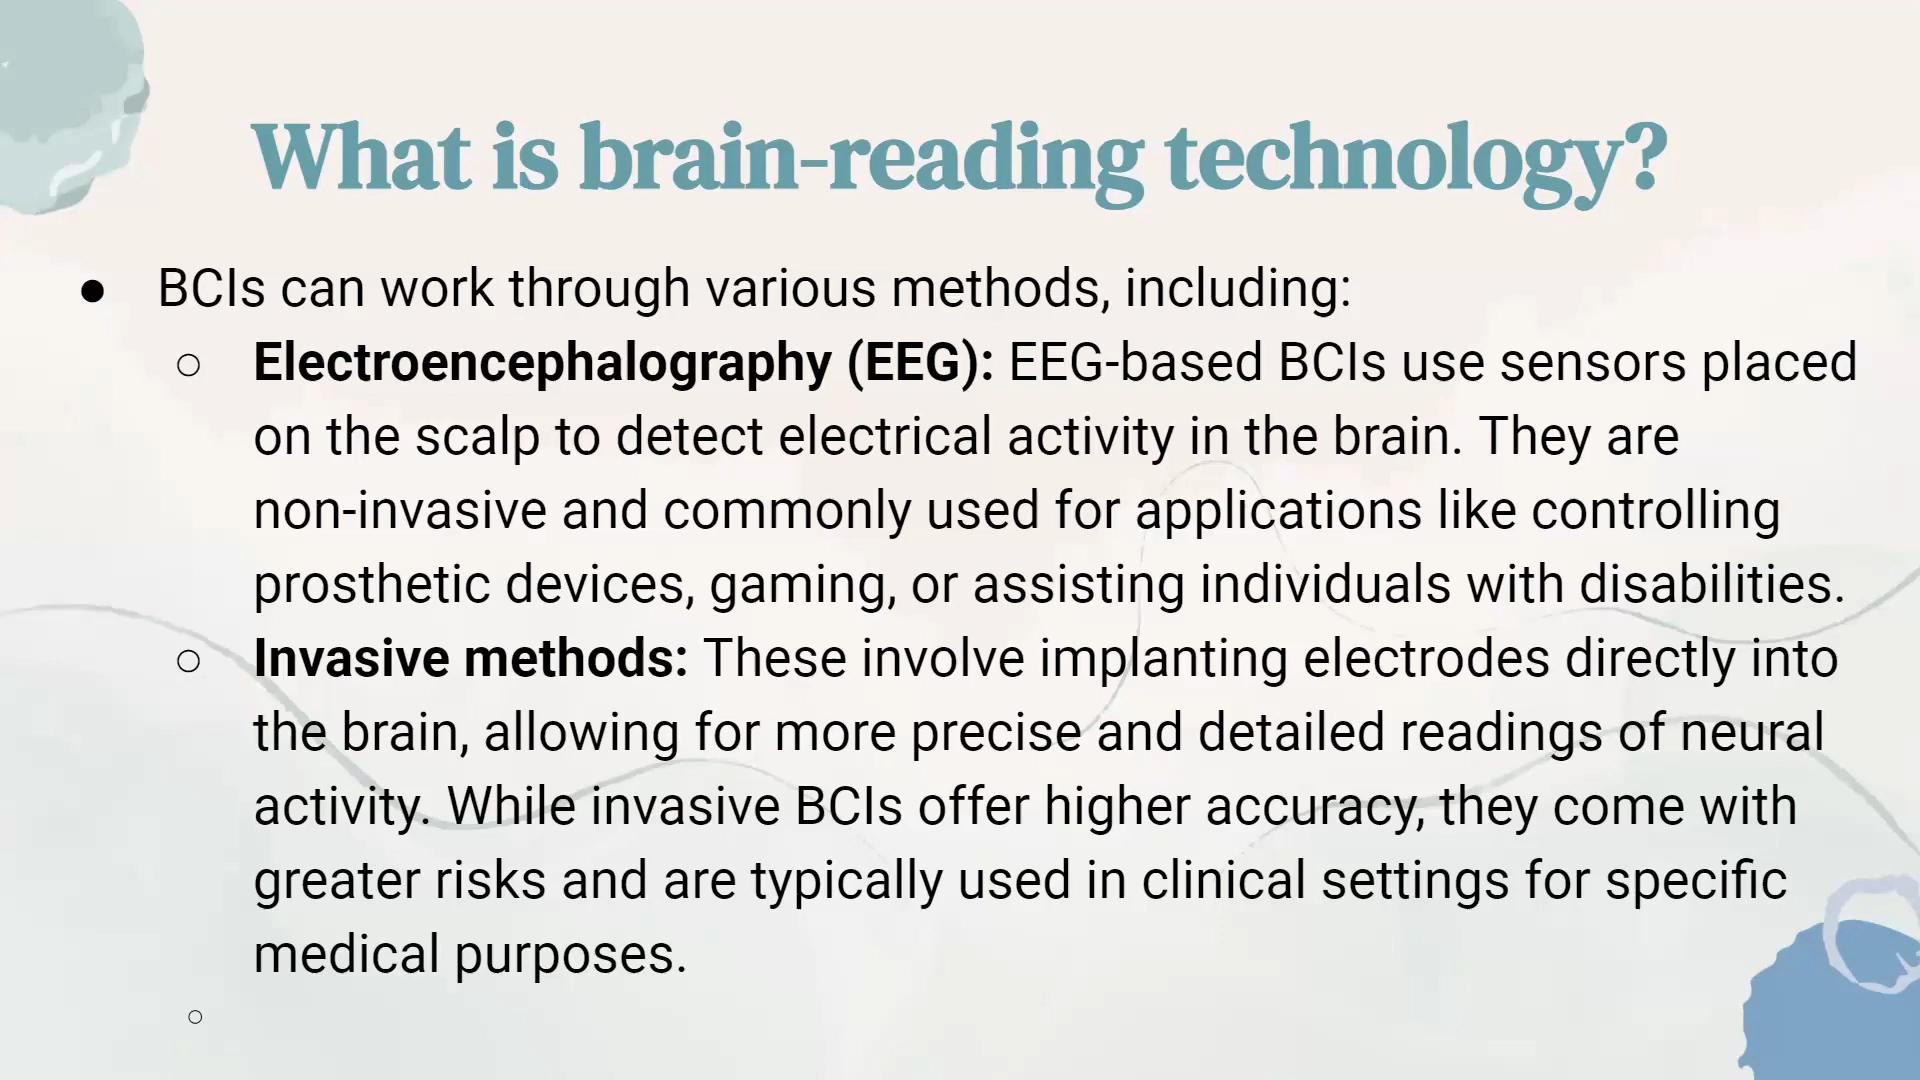 What is brain-reading technology?
● BCIs can work through various methods, including:
○ Electroencephalography (EEG): EEG-based BCIs use sensors placed
on the scalp to detect electrical activity in the brain. They are
non-invasive and commonly used for applications like controlling
prosthetic devices, gaming, or assisting individuals with disabilities.
○ Invasive methods: These involve implanting electrodes directly into
the brain, allowing for more precise and detailed readings of neural
activity. While invasive BCIs offer higher accuracy, they come with
greater risks and are typically used in clinical settings for specific
medical purposes.
○